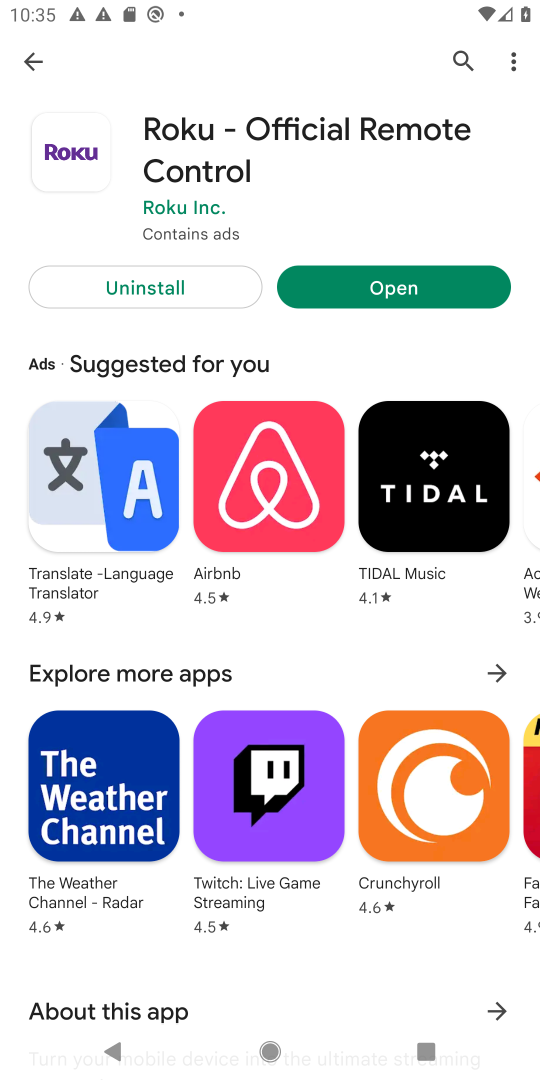 10:35
Roku
Roku - Official Remote
Control
Roku Inc.
Contains ads
Uninstall
Open
Ads · Suggested for you
A
TIDAL
Translate -Language
Translator
4.9★
Airbnb
4.5★
TIDAL Music
4.1★
Ac
We
3.9
Explore more apps
The
Weather
Channel
The Weather
Channel - Radar
4.6★
Twitch: Live Game
Streaming
4.5★
Crunchyroll
4.6★
Fa
Fa
4.9
About this app
Turn your mobile device into the ultimate streaming